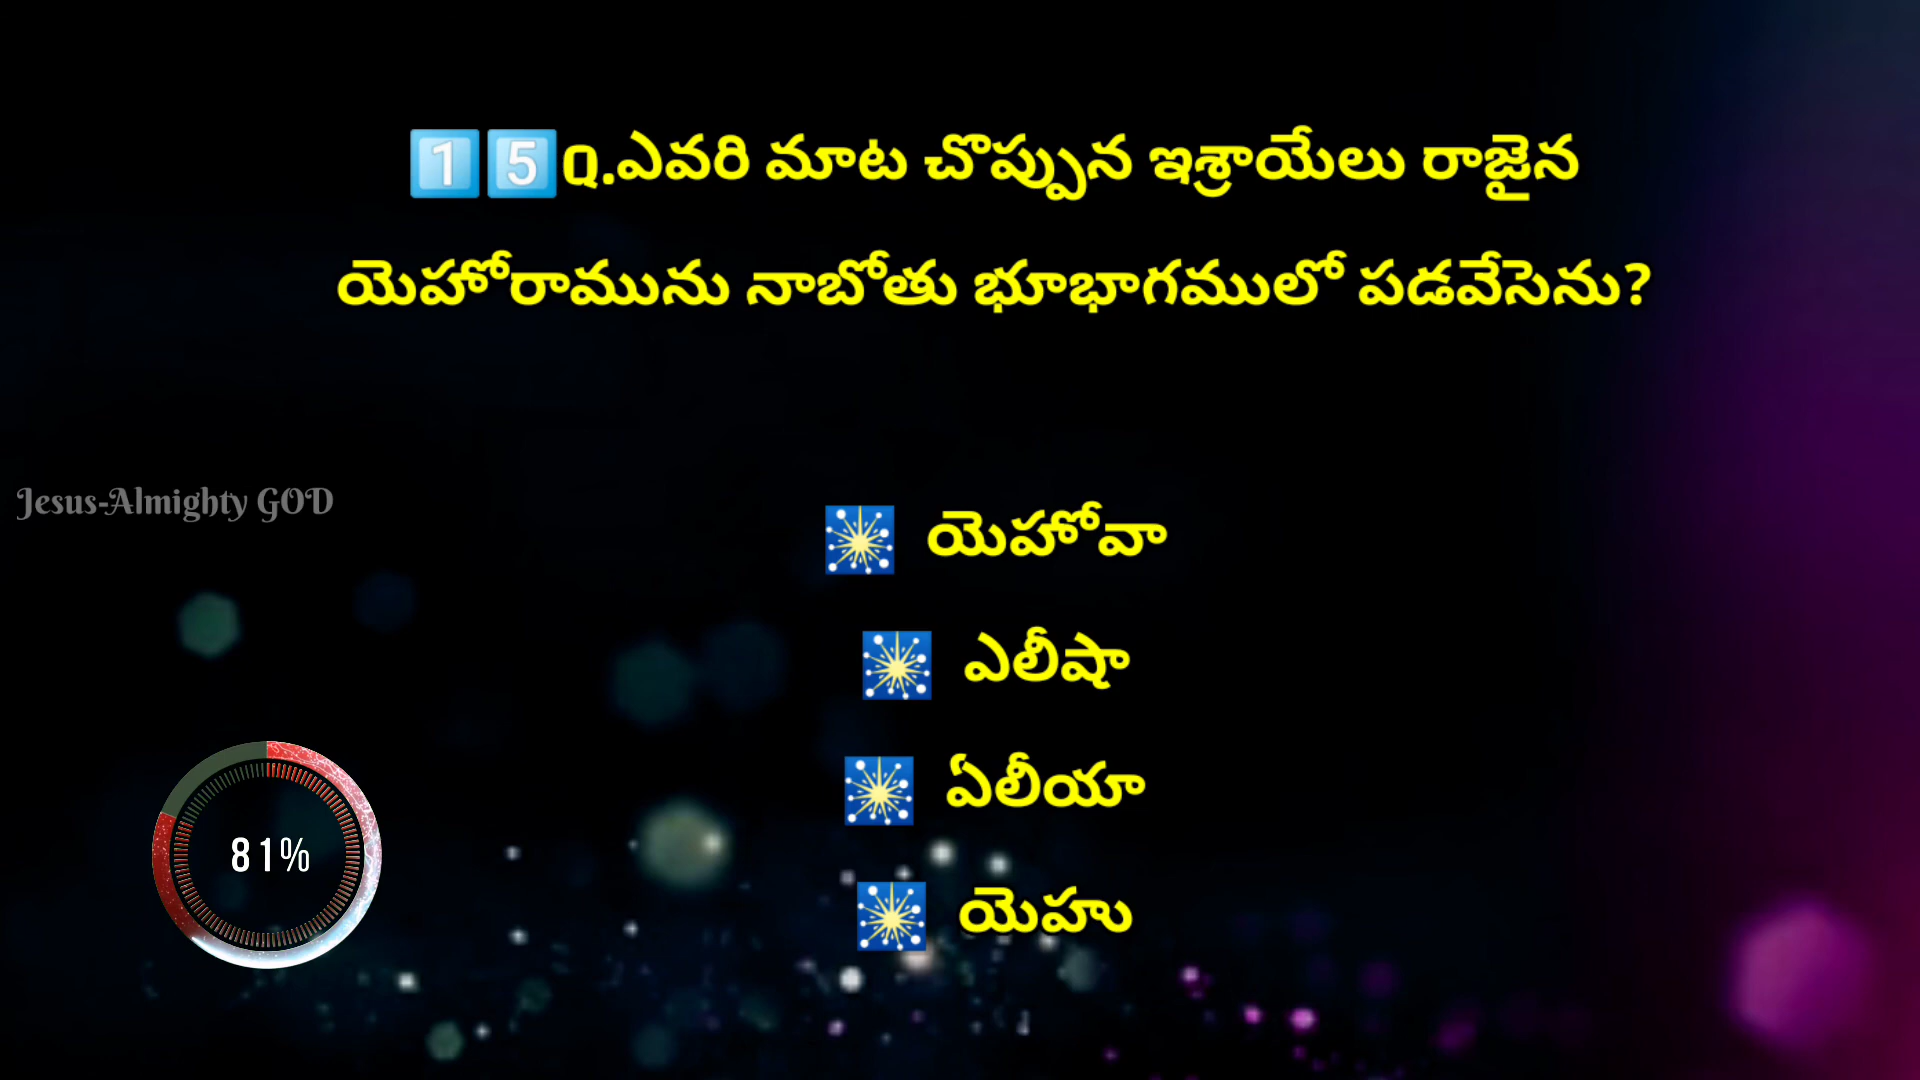 1️⃣5️⃣Q.ఎవరి మాట చొప్పున ఇశ్రాయేలు రాజైన
యెహోరామును నాబోతు భూభాగములో పడవేసెను?
Jesus-Almighty GOD
యెహోవా
ఎలీషా
ఏలీయా
యెహు
81%